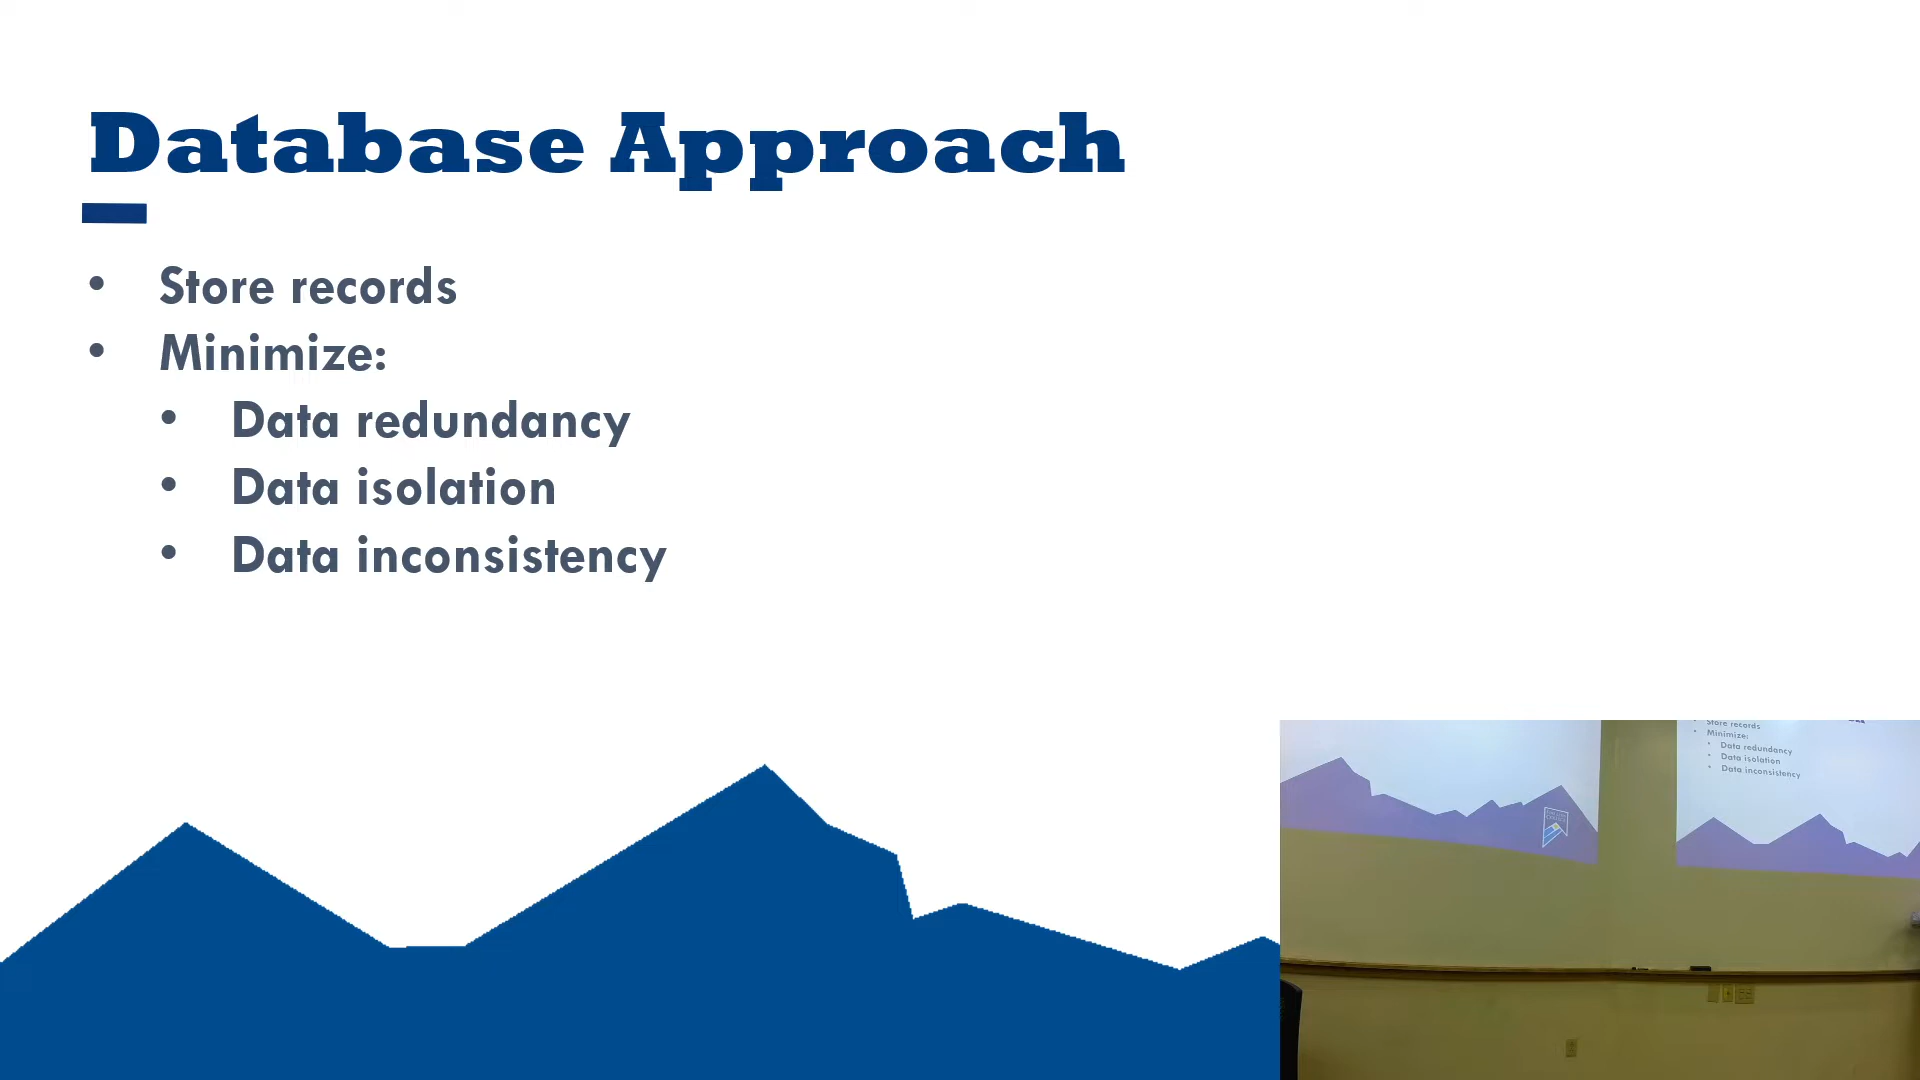 Database Approach
• Store records
• Minimize:
• Data redundancy
• Data isolation
• Data inconsistency
• Store records
• Minimize:
• Data redundancy
• Data isolation
• Data inconsistency